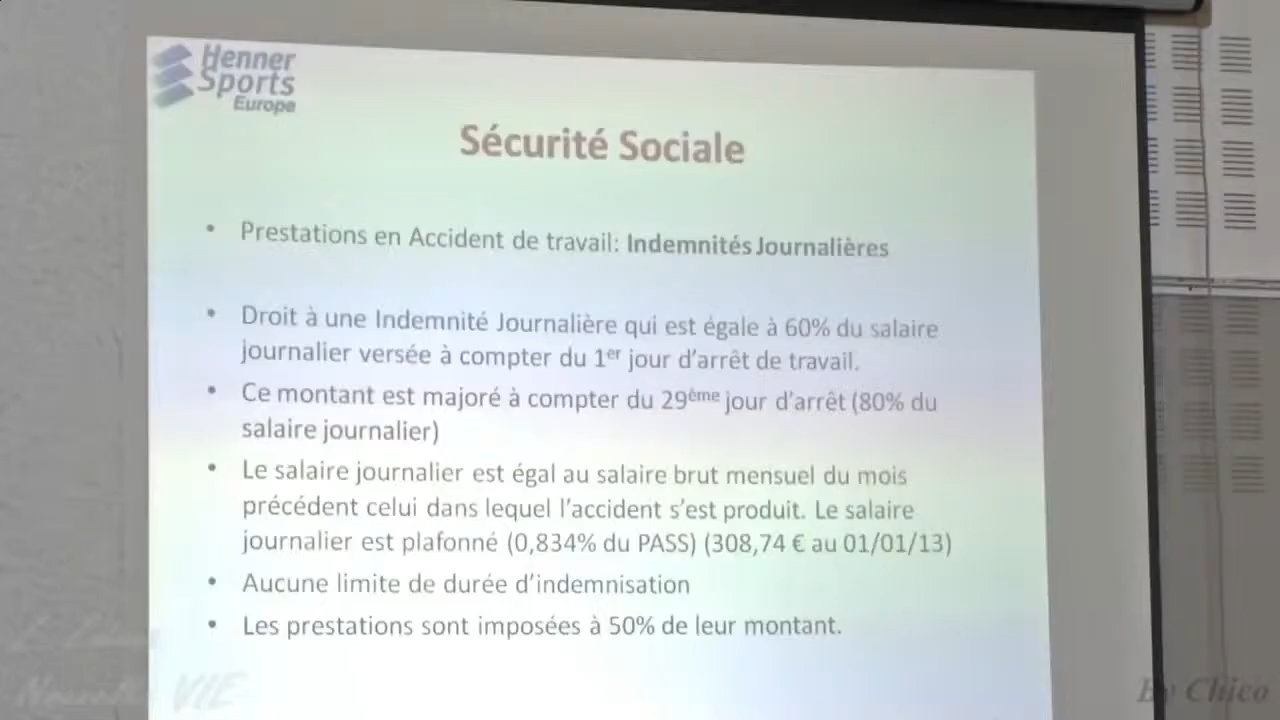 Henner
Sports
Europe
Sécurité Sociale
• Prestations en Accident de travail: Indemnités Journalières
• Droit à une Indemnité Journalière qui est égale à 60% du salaire
journalier versée à compter du 1er jour d'arrêt de travail.
• Ce montant est majoré à compter du 29ème jour d'arrêt (80% du
salaire journalier)
• Le salaire journalier est égal au salaire brut mensuel du mois
précédent celui dans lequel l'accident s'est produit. Le salaire
journalier est plafonné (0,834% du PASS) (308,74 € au 01/01/13)
• Aucune limite de durée d'indemnisation
• Les prestations sont imposées à 50% de leur montant.
VIE
By Chico